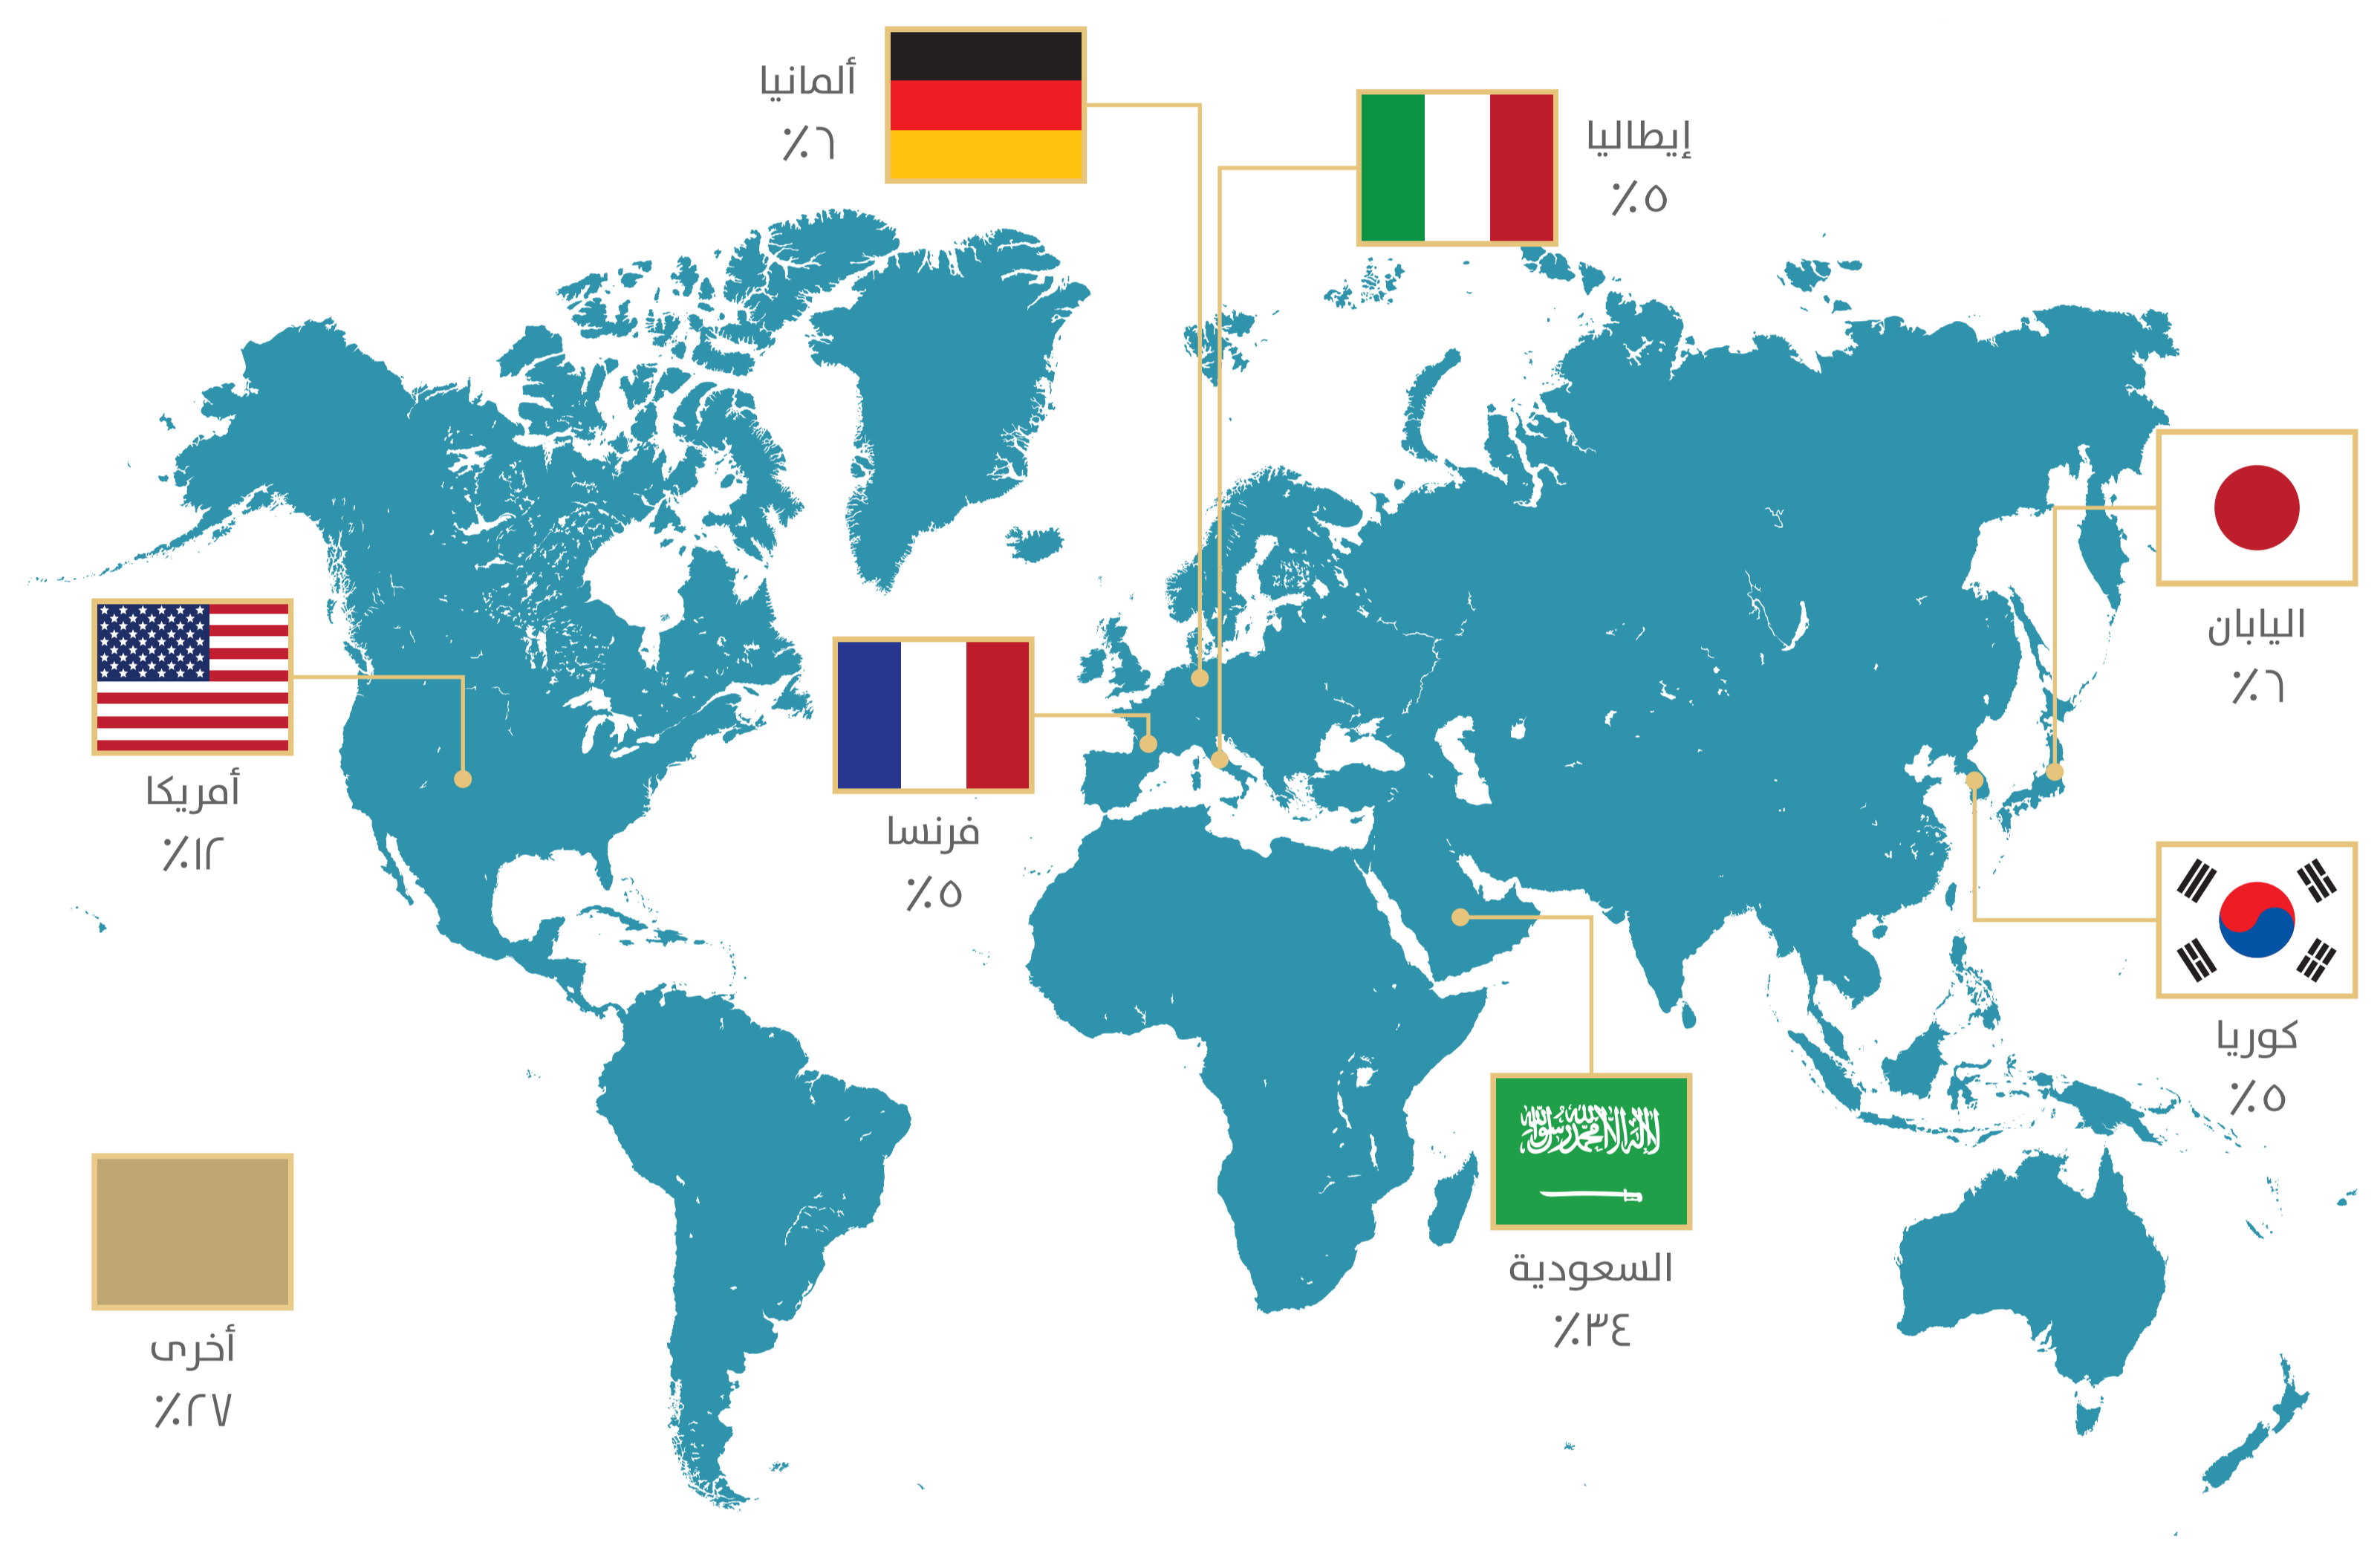 ألمانيا
٦٪
إيطاليا
٥٪
اليابان
٦٪
أمريكا
١٢٪
فرنسا
٥٪
كوريا
٥٪
السعودية
٣٤٪
أخرى
٢٧٪